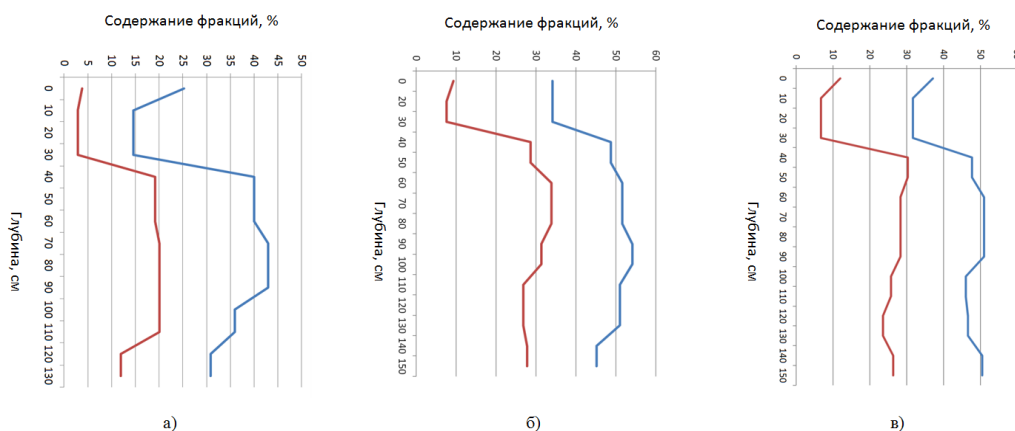 Содержание фракций, %
0 5 10 15 20 25 30 35 40 45 50
0 10 20 30 40 50 60 70 80 90 100 110 120 130
Глубина, см
а)
Содержание фракций, %
0 10 20 30 40 50 60
0 20 30 40 50 60 70 80 90 100 110 120 130 140 150
Глубина, см
б)
Содержание фракций, %
0 10 20 30 40 50 60
0 10 20 30 40 50 60 70 80 90 100 110 120 130 140 150
Глубина, см
в)